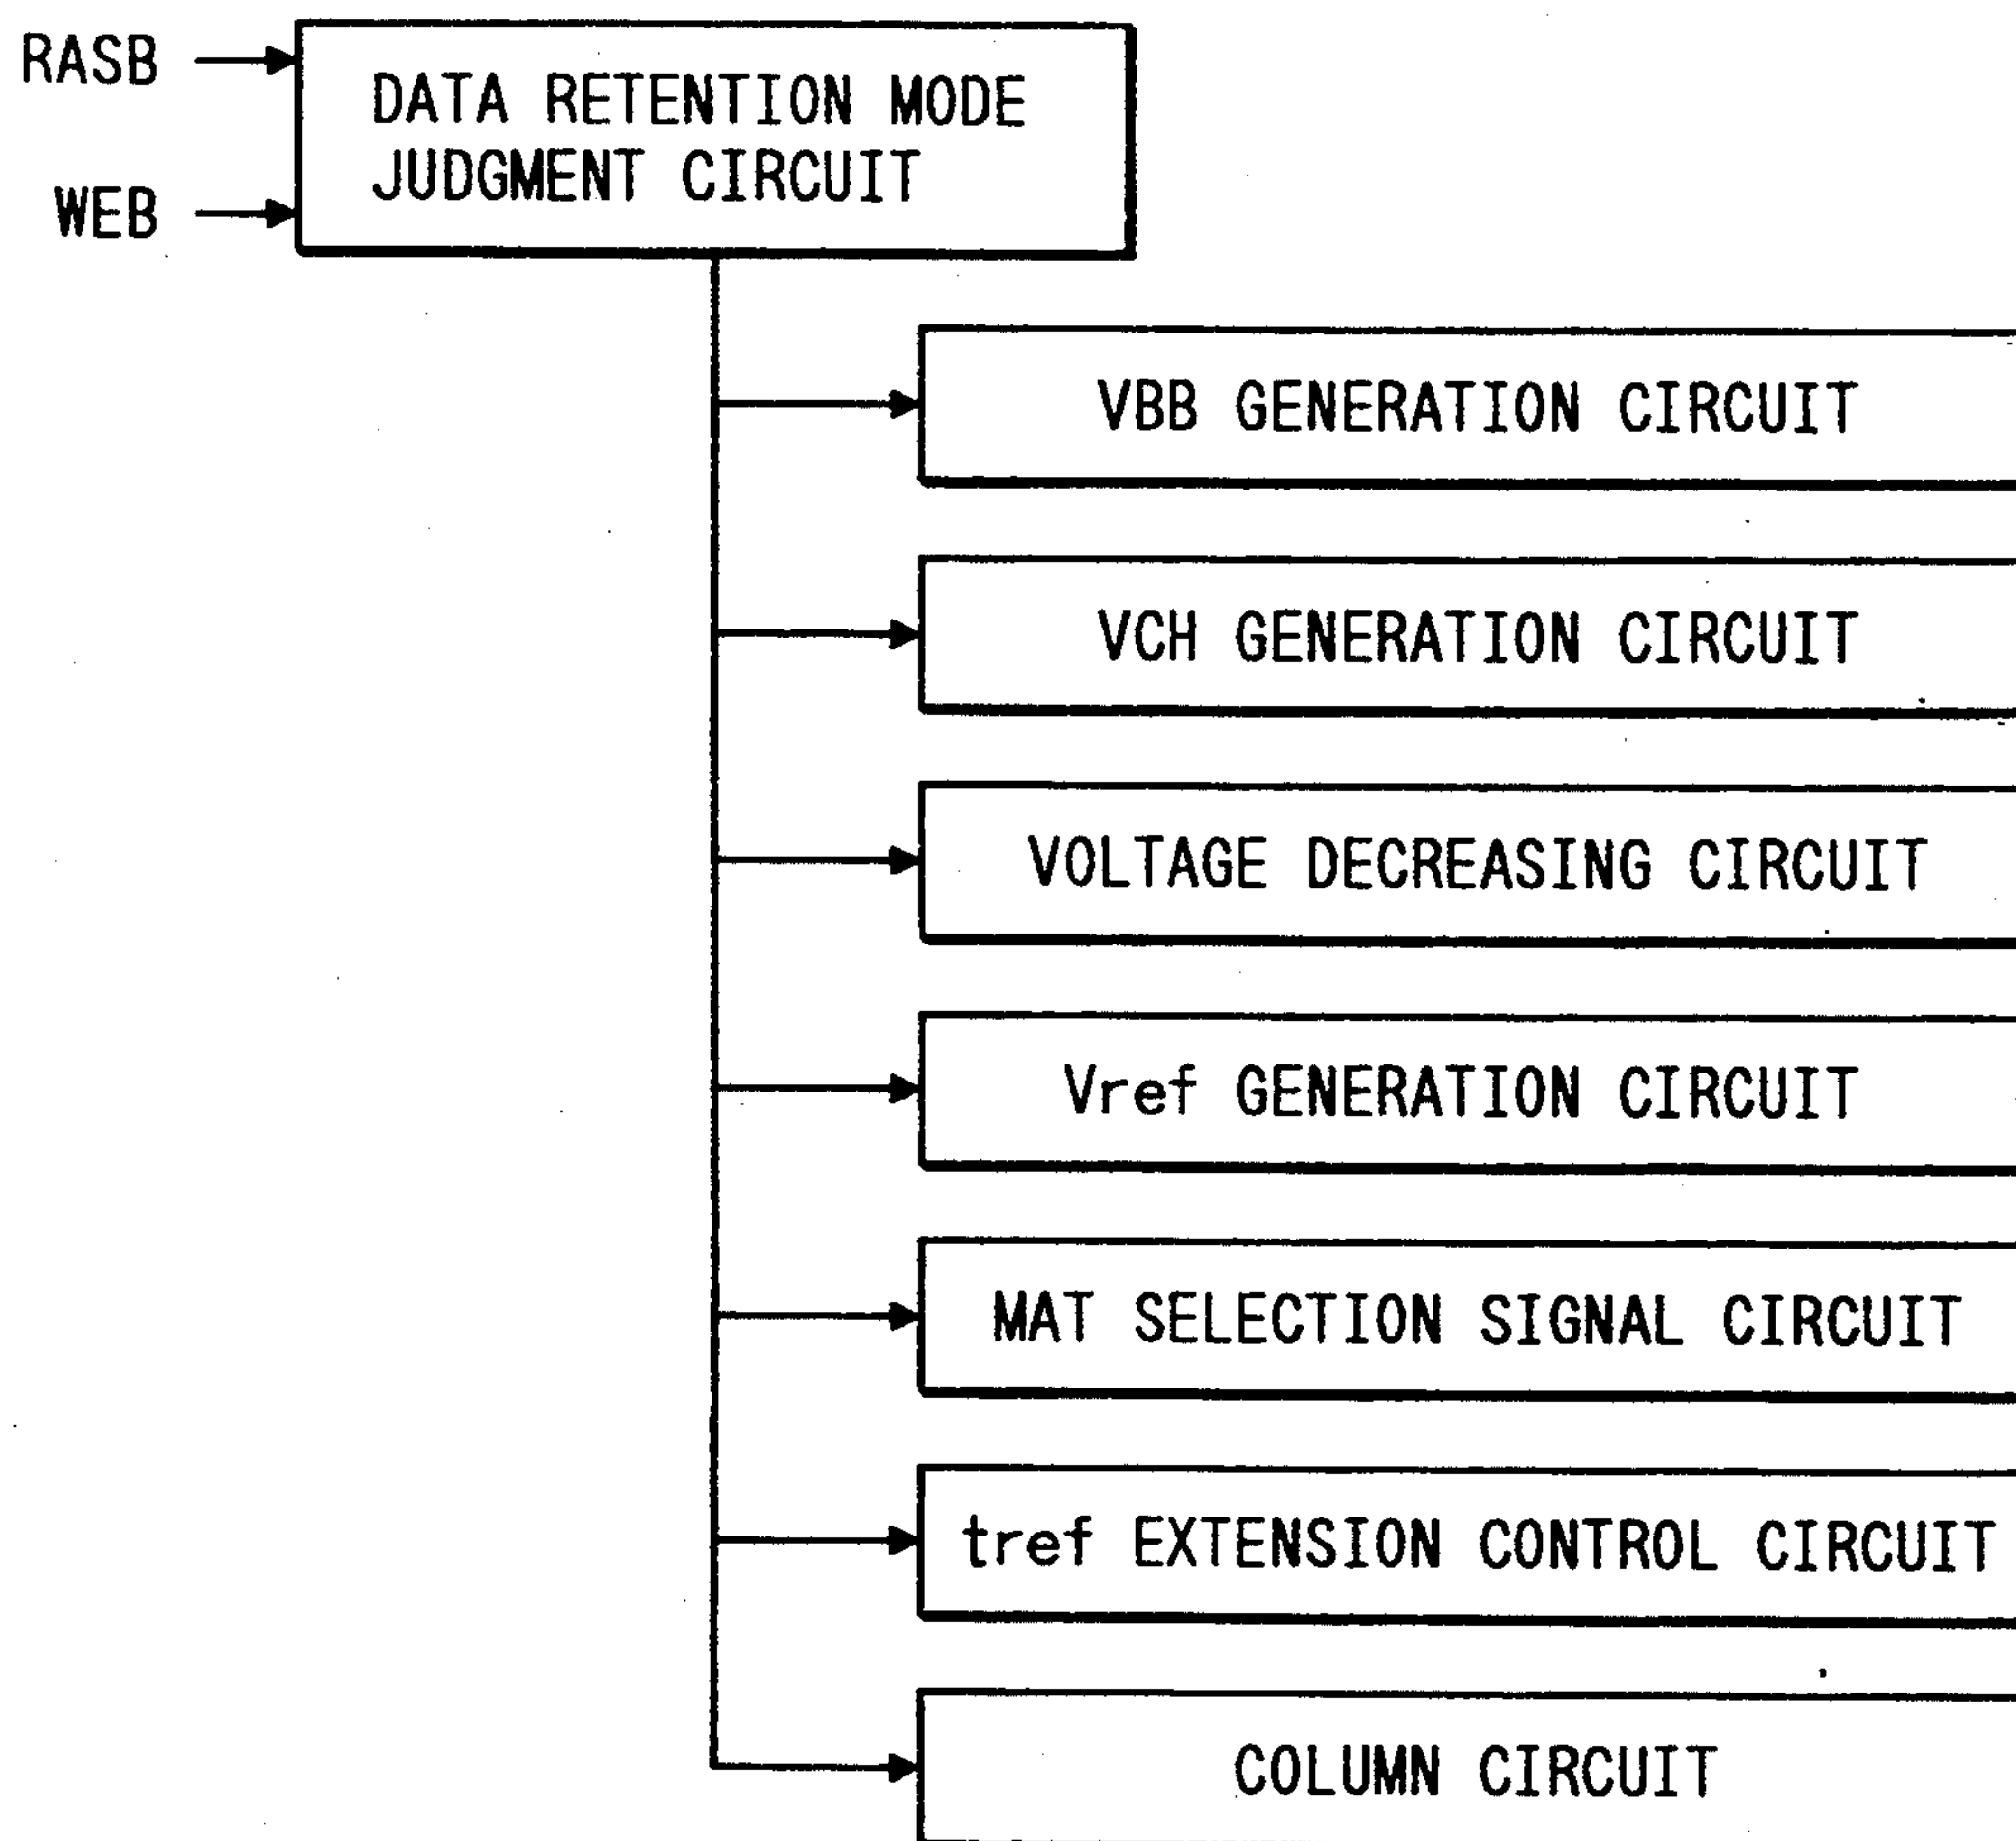 RASB
DATA RETENTION MODE
JUDGMENT CIRCUIT
WEB
VBB GENERATION CIRCUIT
VCH GENERATION CIRCUIT
VOLTAGE DECREASING CIRCUIT
Vref GENERATION CIRCUIT
MAT SELECTION SIGNAL CIRCUIT
tref EXTENSION CONTROL CIRCUIT
COLUMN CIRCUIT